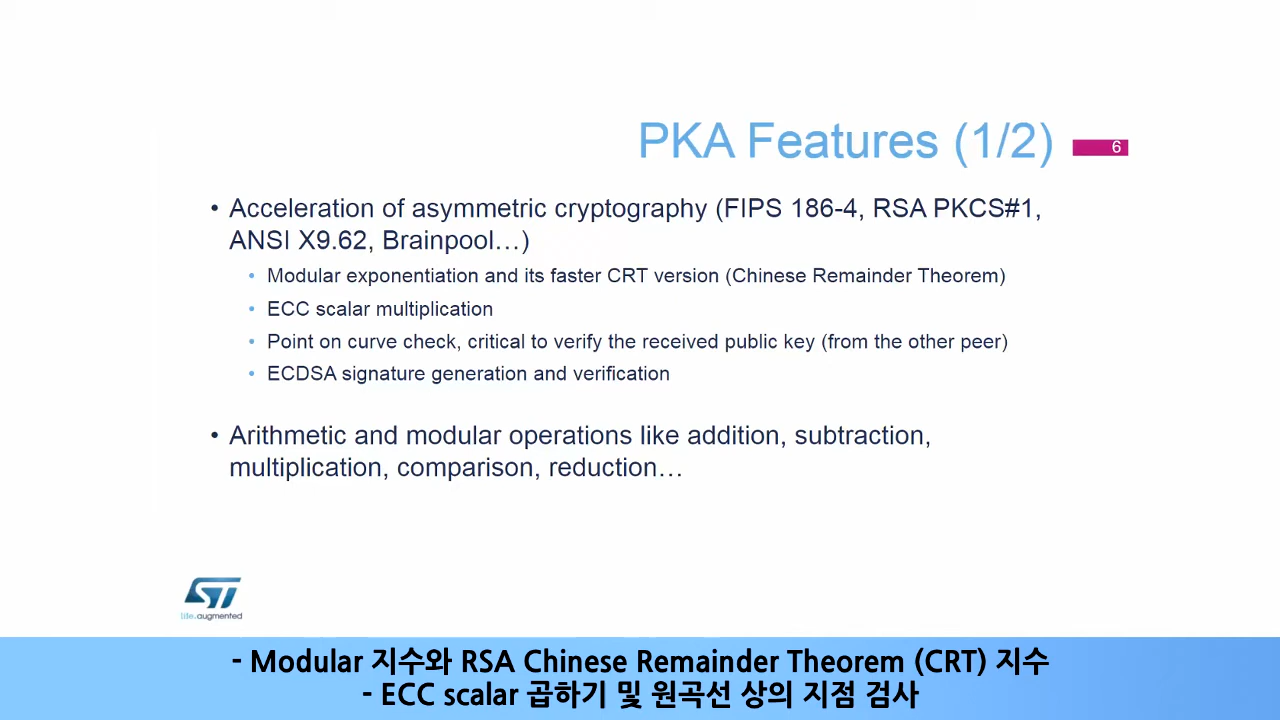 PKA Features (1/2)
6
• Acceleration of asymmetric cryptography (FIPS 186-4, RSA PKCS#1,
ANSI X9.62, Brainpool…)
• Modular exponentiation and its faster CRT version (Chinese Remainder Theorem)
• ECC scalar multiplication
• Point on curve check, critical to verify the received public key (from the other peer)
• ECDSA signature generation and verification
• Arithmetic and modular operations like addition, subtraction,
multiplication, comparison, reduction…
ST
life.augmented
- Modular 지수와 RSA Chinese Remainder Theorem (CRT) 지수
- ECC scalar 곱하기 및 원곡선 상의 지점 검사